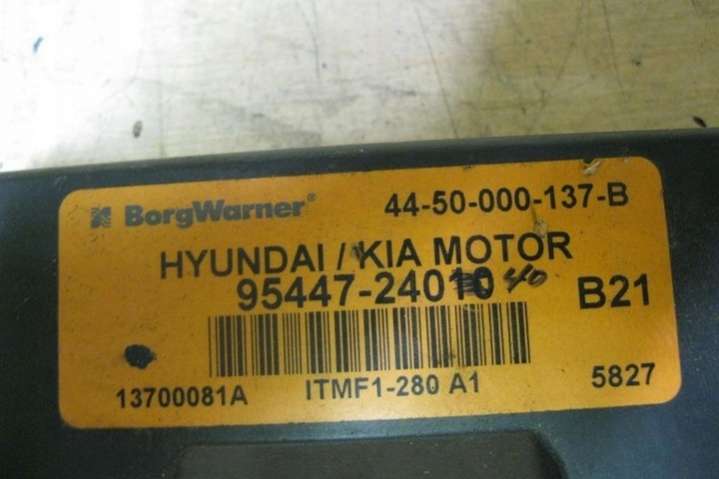 BorgWarner® 44-50-000-137-B
HYUNDAI / KIA MOTOR
95447-24010 40 B21
13700081A ITMF1-280 A1 5827